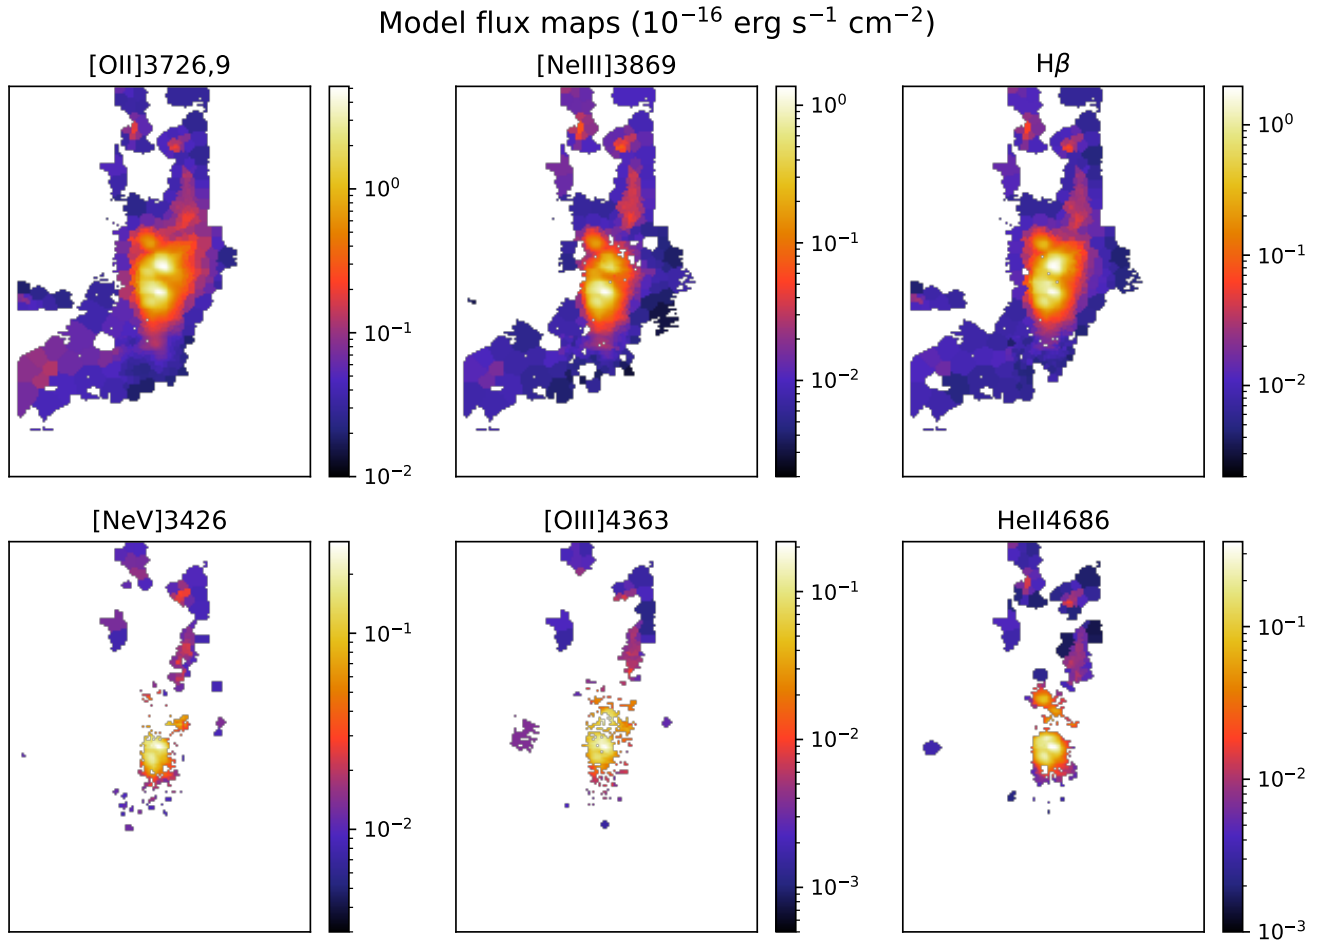 Model flux maps (10⁻¹⁶ erg s⁻¹ cm⁻²)
[OII]3726,9
[NeIII]3869
Hβ
10⁰
10⁻¹
10⁻²
10⁰
10⁻¹
10⁻²
10⁰
10⁻¹
10⁻²
[NeV]3426
[OIII]4363
HeII4686
10⁻¹
10⁻²
10⁻¹
10⁻²
10⁻³
10⁻¹
10⁻²
10⁻³